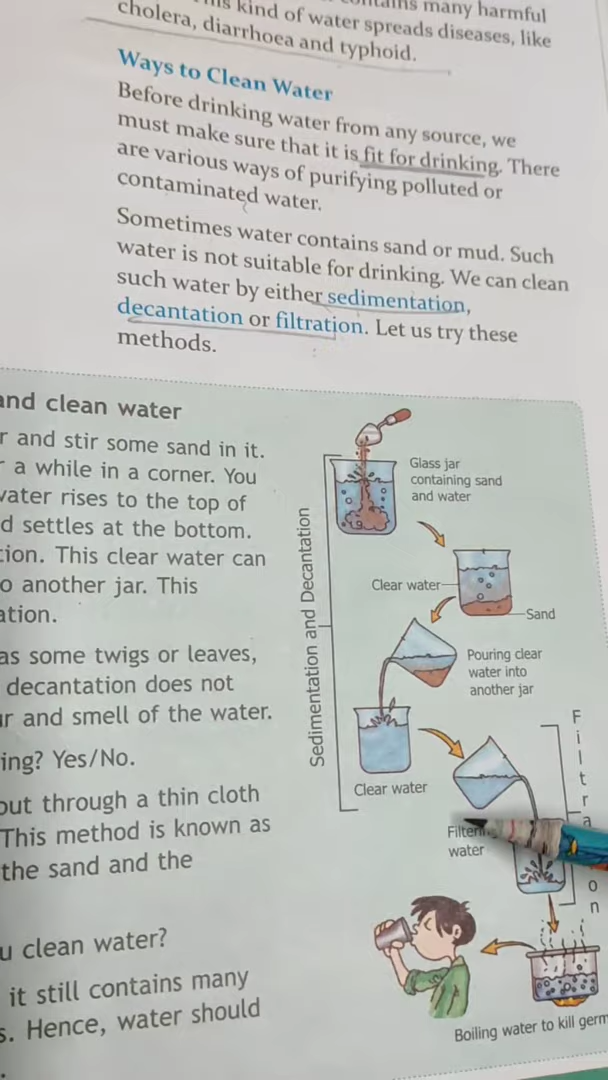 contains many harmful
This kind of water spreads diseases, like
cholera, diarrhoea and typhoid.
Ways to Clean Water
Before drinking water from any source, we
must make sure that it is fit for drinking. There
are various ways of purifying polluted or
contaminated water.
Sometimes water contains sand or mud. Such
water is not suitable for drinking. We can clean
such water by either sedimentation,
decantation or filtration. Let us try these
methods.
and clean water
r and stir some sand in it.
r a while in a corner. You
water rises to the top of
d settles at the bottom.
tion. This clear water can
o another jar. This
ation.
as some twigs or leaves,
decantation does not
ur and smell of the water.
ing? Yes/No.
out through a thin cloth
This method is known as
the sand and the
u clean water?
it still contains many
s. Hence, water should
Sedimentation and Decantation
Glass jar
containing sand
and water
Clear water
Sand
Pouring clear
water into
another jar
Clear water
water
Boiling water to kill germ